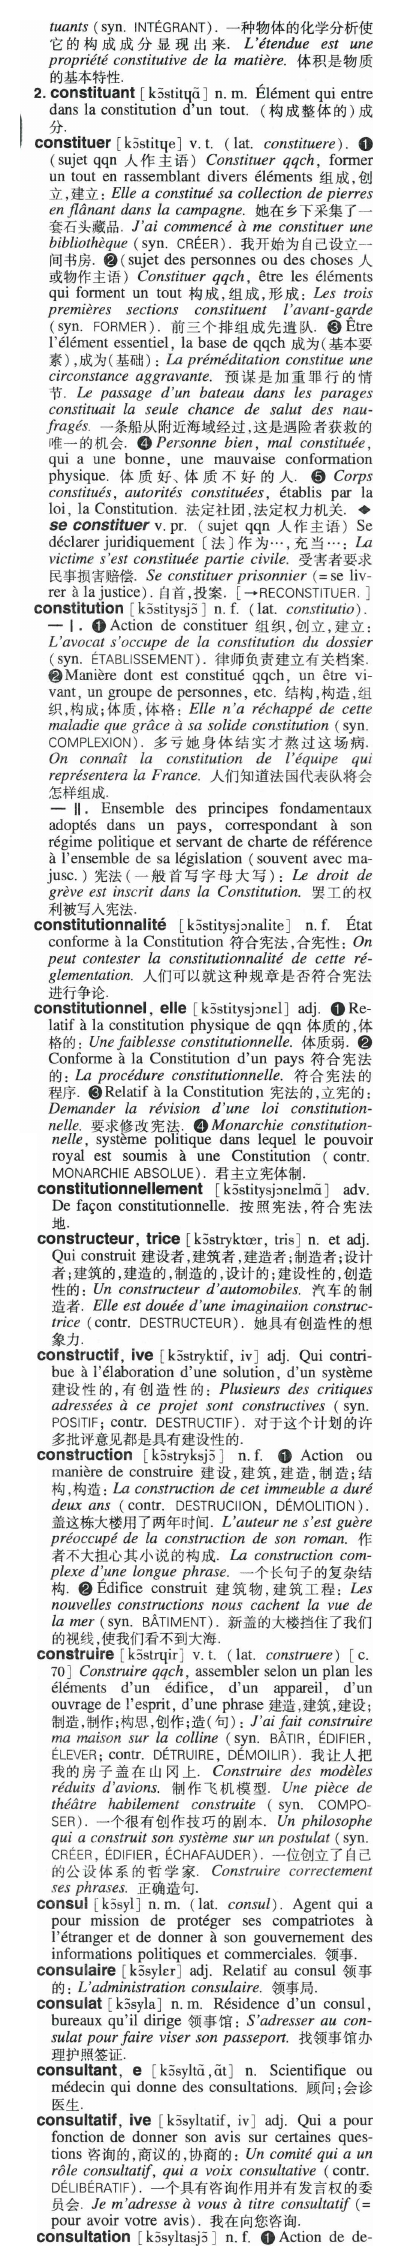 tuants (syn. INTÉGRANT). 一种物体的化学分析使
它的构成成分显现出来. L'étendue est une
propriété constitutive de la matière. 体积是物质
的基本特性.
2. constituant [kɔ̃stitɥɑ̃] n. m. Élément qui entre
dans la constitution d'un tout. (构成整体的)成
分.
constituer [kɔ̃stitɥe] v. t. (lat. constituere). ❶
(sujet qqn 人作主语) Constituer qqch, former
un tout en rassemblant divers éléments 组成,创
立,建立: Elle a constitué sa collection de pierres
en flânant dans la campagne. 她在乡下采集了一
套石头藏品. J'ai commencé à me constituer une
bibliothèque (syn. CRÉER). 我开始为自己设立一
间书房. ❷(sujet des personnes ou des choses 人
或物作主语) Constituer qqch, être les éléments
qui forment un tout 构成,组成,形成: Les trois
premières sections constituent l'avant-garde
(syn. FORMER). 前三个排组成先遣队. ❸ Être
l'élément essentiel, la base de qqch 成为(基本要
素),成为(基础): La préméditation constitue une
circonstance aggravante. 预谋是加重罪行的情
节. Le passage d'un bateau dans les parages
constituait la seule chance de salut des nau-
fragés. 一条船从附近海域经过,这是遇险者获救的
唯一的机会. ❹ Personne bien, mal constituée,
qui a une bonne, une mauvaise conformation
physique. 体质好、体质不好的人. ❺ Corps
constitués, autorités constituées, établis par la
loi, la Constitution. 法定社团,法定权力机关. ◆
se constituer v. pr. (sujet qqn 人作主语) Se
déclarer juridiquement 〔法〕作为…,充当…: La
victime s'est constituée partie civile. 受害者要求
民事损害赔偿. Se constituer prisonnier (= se liv-
rer à la justice). 自首,投案. [→RECONSTITUER.]
constitution [kɔ̃stitysjɔ̃] n. f. (lat. constitutio).
— Ⅰ. ❶ Action de constituer 组织,创立,建立:
L'avocat s'occupe de la constitution du dossier
(syn. ÉTABLISSEMENT). 律师负责建立有关档案.
❷Manière dont est constitué qqch, un être vi-
vant, un groupe de personnes, etc. 结构,构造,组
织,构成;体质,体格: Elle n'a réchappé de cette
maladie que grâce à sa solide constitution (syn.
COMPLEXION). 多亏她身体结实才熬过这场病.
On connaît la constitution de l'équipe qui
représentera la France. 人们知道法国代表队将会
怎样组成.
— Ⅱ. Ensemble des principes fondamentaux
adoptés dans un pays, correspondant à son
régime politique et servant de charte de référence
à l'ensemble de sa législation (souvent avec ma-
jusc.) 宪法(一般首写字母大写): Le droit de
grève est inscrit dans la Constitution. 罢工的权
利被写入宪法.
constitutionnalité [kɔ̃stitysjɔnalite] n. f. État
conforme à la Constitution 符合宪法,合宪性: On
peut contester la constitutionnalité de cette ré-
glementation. 人们可以就这种规章是否符合宪法
进行争论.
constitutionnel, elle [kɔ̃stitysjɔnɛl] adj. ❶Re-
latif à la constitution physique de qqn 体质的,体
格的: Une faiblesse constitutionnelle. 体质弱. ❷
Conforme à la Constitution d'un pays 符合宪法
的: La procédure constitutionnelle. 符合宪法的
程序. ❸Relatif à la Constitution 宪法的,立宪的:
Demander la révision d'une loi constitution-
nelle. 要求修改宪法. ❹ Monarchie constitution-
nelle, système politique dans lequel le pouvoir
royal est soumis à une Constitution (contr.
MONARCHIE ABSOLUE). 君主立宪体制.
constitutionnellement [kɔ̃stitysjɔnɛlmɑ̃] adv.
De façon constitutionnelle. 按照宪法,符合宪法
地.
constructeur, trice [kɔ̃stryktœr, tris] n. et adj.
Qui construit 建设者,建筑者,建造者;制造者;设计
者;建筑的,建造的,制造的,设计的;建设性的,创造
性的: Un constructeur d'automobiles. 汽车的制
造者. Elle est douée d'une imaginaiion construc-
trice (contr. DESTRUCTEUR). 她具有创造性的想
象力.
constructif, ive [kɔ̃stryktif, iv] adj. Qui contri-
bue à l'élaboration d'une solution, d'un système
建设性的,有创造性的: Plusieurs des critiques
adressées à ce projet sont constructives (syn.
POSITIF; contr. DESTRUCTIF). 对于这个计划的许
多批评意见都是具有建设性的.
construction [kɔ̃stryksjɔ̃] n. f. ❶ Action ou
manière de construire 建设,建筑,建造,制造;结
构,构造: La construction de cet immeuble a duré
deux ans (contr. DESTRUCIION, DÉMOLITION).
盖这栋大楼用了两年时间. L'auteur ne s'est guère
préoccupé de la construction de son roman. 作
者不大担心其小说的构成. La construction com-
plexe d'une longue phrase. 一个长句子的复杂结
构. ❷ Édifice construit 建筑物,建筑工程: Les
nouvelles constructions nous cachent la vue de
la mer (syn. BÂTIMENT). 新盖的大楼挡住了我们
的视线,使我们看不到大海.
construire [kɔ̃strɥir] v. t. (lat. construere) [c.
70] Construire qqch, assembler selon un plan les
éléments d'un édifice, d'un appareil, d'un
ouvrage de l'esprit, d'une phrase 建造,建筑,建设;
制造,制作;构思,创作;造(句): J'ai fait construire
ma maison sur la colline (syn. BÂTIR, ÉDIFIER,
ÉLEVER; contr. DÉTRUIRE, DÉMOILIR). 我让人把
我的房子盖在山冈上. Construire des modèles
réduits d'avions. 制作飞机模型. Une pièce de
théâtre habilement construite (syn. COMPO-
SER). 一个很有创作技巧的剧本. Un philosophe
qui a construit son système sur un postulat (syn.
CRÉER, ÉDIFIER, ÉCHAFAUDER). 一位创立了自己
的公设体系的哲学家. Construire correctement
ses phrases. 正确造句.
consul [kɔ̃syl] n. m. (lat. consul). Agent qui a
pour mission de protéger ses compatriotes à
l'étranger et de donner à son gouvernement des
informations politiques et commerciales. 领事.
consulaire [kɔ̃sylɛr] adj. Relatif au consul 领事
的: L'administration consulaire. 领事局.
consulat [kɔ̃syla] n. m. Résidence d'un consul,
bureaux qu'il dirige 领事馆: S'adresser au con-
sulat pour faire viser son passeport. 找领事馆办
理护照签证.
consultant, e [kɔ̃syltɑ̃, ɑ̃t] n. Scientifique ou
médecin qui donne des consultations. 顾问;会诊
医生.
consultatif, ive [kɔ̃syltatif, iv] adj. Qui a pour
fonction de donner son avis sur certaines ques-
tions 咨询的,商议的,协商的: Un comité qui a un
rôle consultatif, qui a voix consultative (contr.
DÉLIBÉRATIF). 一个具有咨询作用并有发言权的委
员会. Je m'adresse à vous à titre consultatif (=
pour avoir votre avis). 我在向您咨询.
consultation [kɔ̃syltasjɔ̃] n. f. ❶ Action de de-